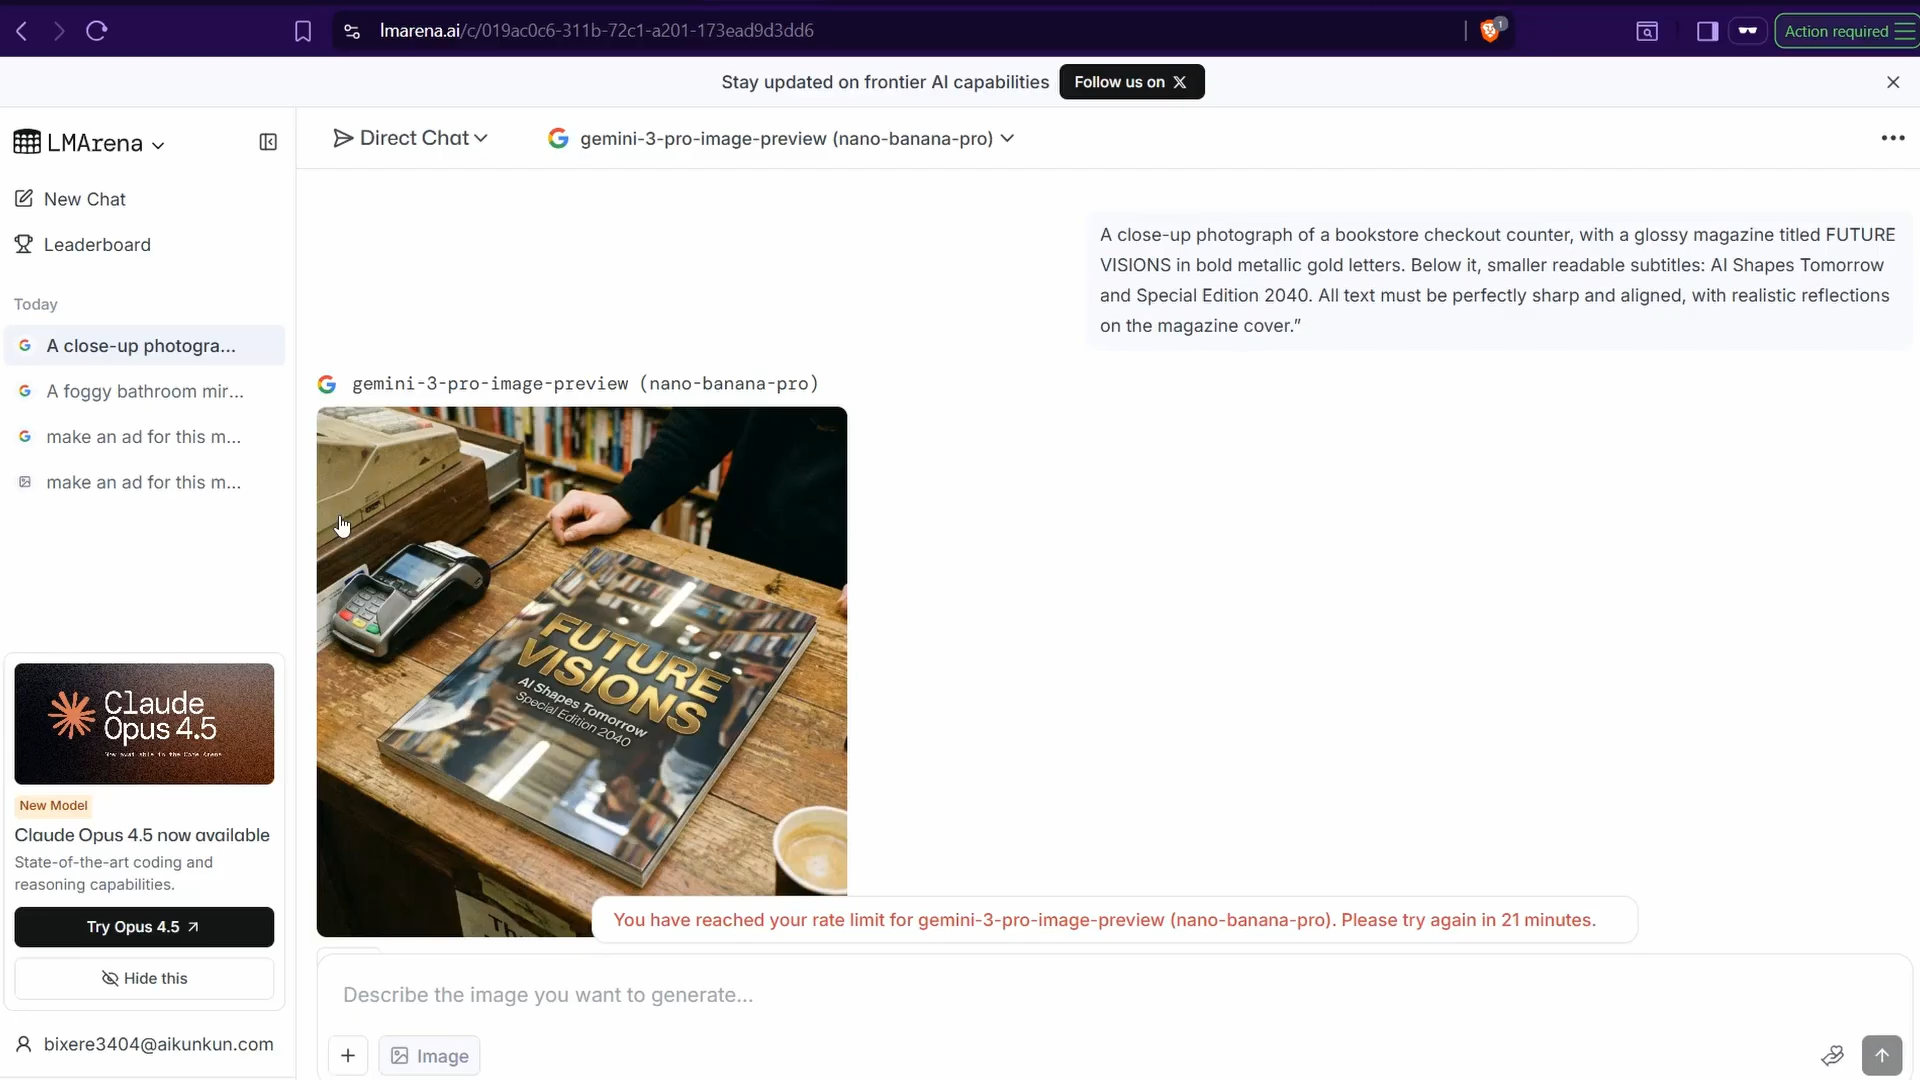 lmarena.ai/c/019ac0c6-311b-72c1-a201-173ead9d3dd6
1
Action required
Stay updated on frontier AI capabilities
Follow us on X
LMArena
Direct Chat
gemini-3-pro-image-preview (nano-banana-pro)
New Chat
Leaderboard
Today
A close-up photogra...
A foggy bathroom mir...
make an ad for this m...
make an ad for this m...
A close-up photograph of a bookstore checkout counter, with a glossy magazine titled FUTURE
VISIONS in bold metallic gold letters. Below it, smaller readable subtitles: AI Shapes Tomorrow
and Special Edition 2040. All text must be perfectly sharp and aligned, with realistic reflections
on the magazine cover.”
gemini-3-pro-image-preview (nano-banana-pro)
FUTURE
VISIONS
AI Shapes Tomorrow
Special Edition 2040
Claude
Opus 4.5
Now available in the Code Arena
New Model
Claude Opus 4.5 now available
State-of-the-art coding and
reasoning capabilities.
Try Opus 4.5
Hide this
bixere3404@aikunkun.com
You have reached your rate limit for gemini-3-pro-image-preview (nano-banana-pro). Please try again in 21 minutes.
Describe the image you want to generate...
Image